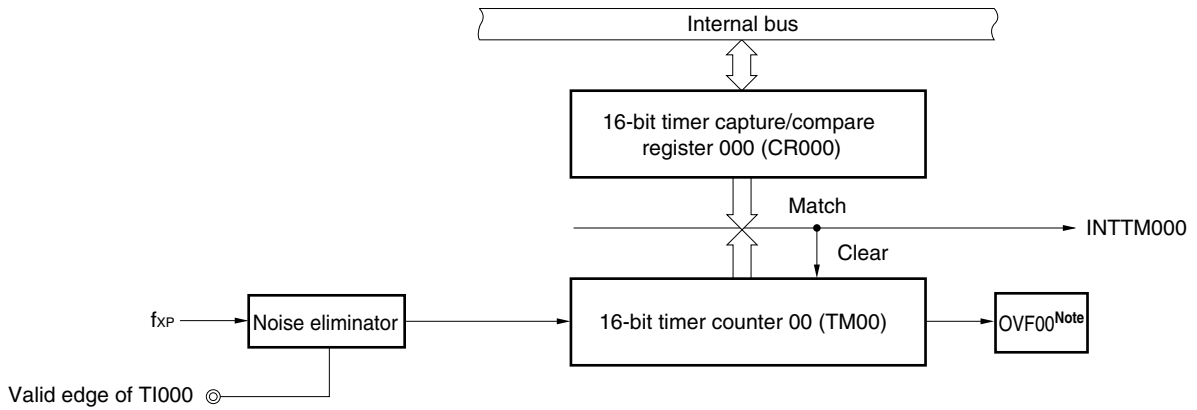 Internal bus
16-bit timer capture/compare
register 000 (CR000)
Match
INTTM000
Clear
fXP
Noise eliminator
16-bit timer counter 00 (TM00)
OVF00Note
Valid edge of TI000